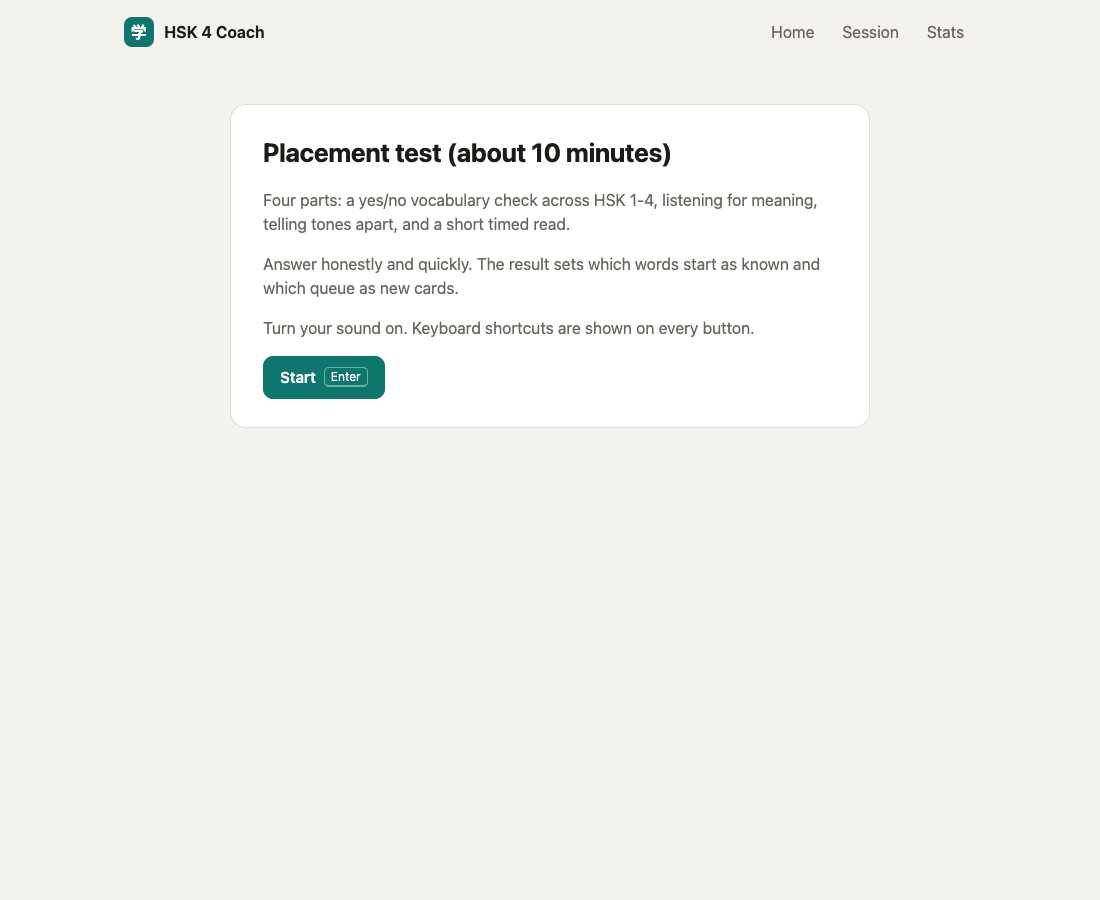 学 HSK 4 Coach
Home Session Stats
Placement test (about 10 minutes)
Four parts: a yes/no vocabulary check across HSK 1-4, listening for meaning,
telling tones apart, and a short timed read.
Answer honestly and quickly. The result sets which words start as known and
which queue as new cards.
Turn your sound on. Keyboard shortcuts are shown on every button.
Start Enter